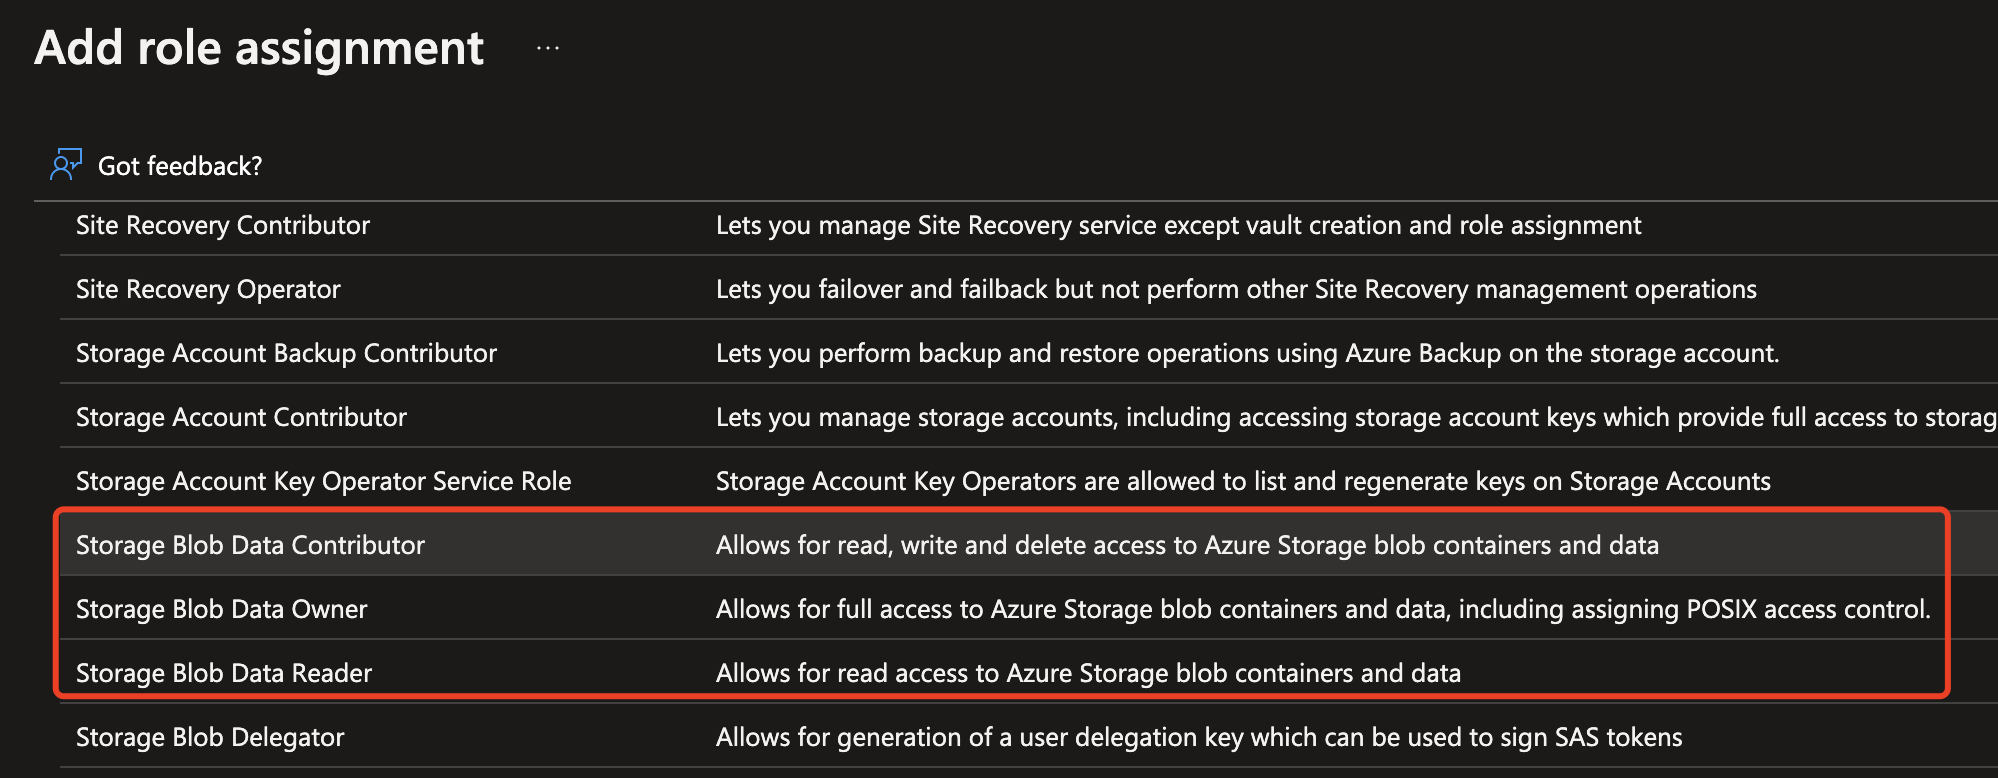 Add role assignment ...
Got feedback?
Site Recovery Contributor Lets you manage Site Recovery service except vault creation and role assignment
Site Recovery Operator Lets you failover and failback but not perform other Site Recovery management operations
Storage Account Backup Contributor Lets you perform backup and restore operations using Azure Backup on the storage account.
Storage Account Contributor Lets you manage storage accounts, including accessing storage account keys which provide full access to storag
Storage Account Key Operator Service Role Storage Account Key Operators are allowed to list and regenerate keys on Storage Accounts
Storage Blob Data Contributor Allows for read, write and delete access to Azure Storage blob containers and data
Storage Blob Data Owner Allows for full access to Azure Storage blob containers and data, including assigning POSIX access control.
Storage Blob Data Reader Allows for read access to Azure Storage blob containers and data
Storage Blob Delegator Allows for generation of a user delegation key which can be used to sign SAS tokens